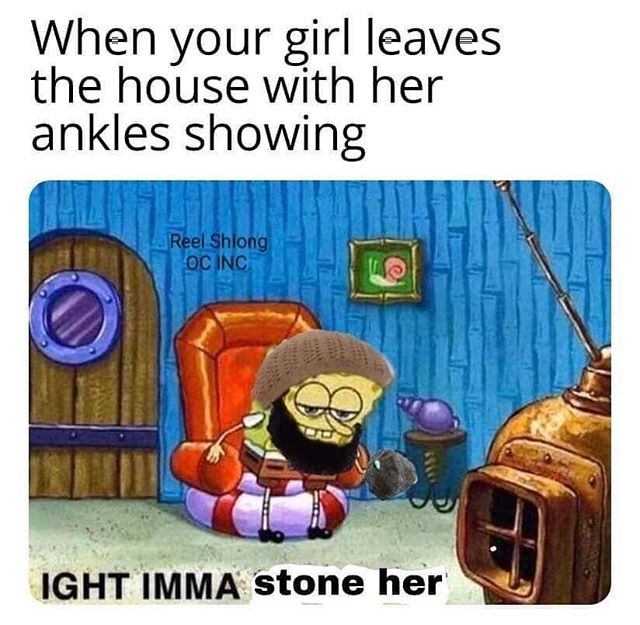 When your girl leaves
the house with her
ankles showing
Reel Shlong
OC INC
IGHT IMMA stone her